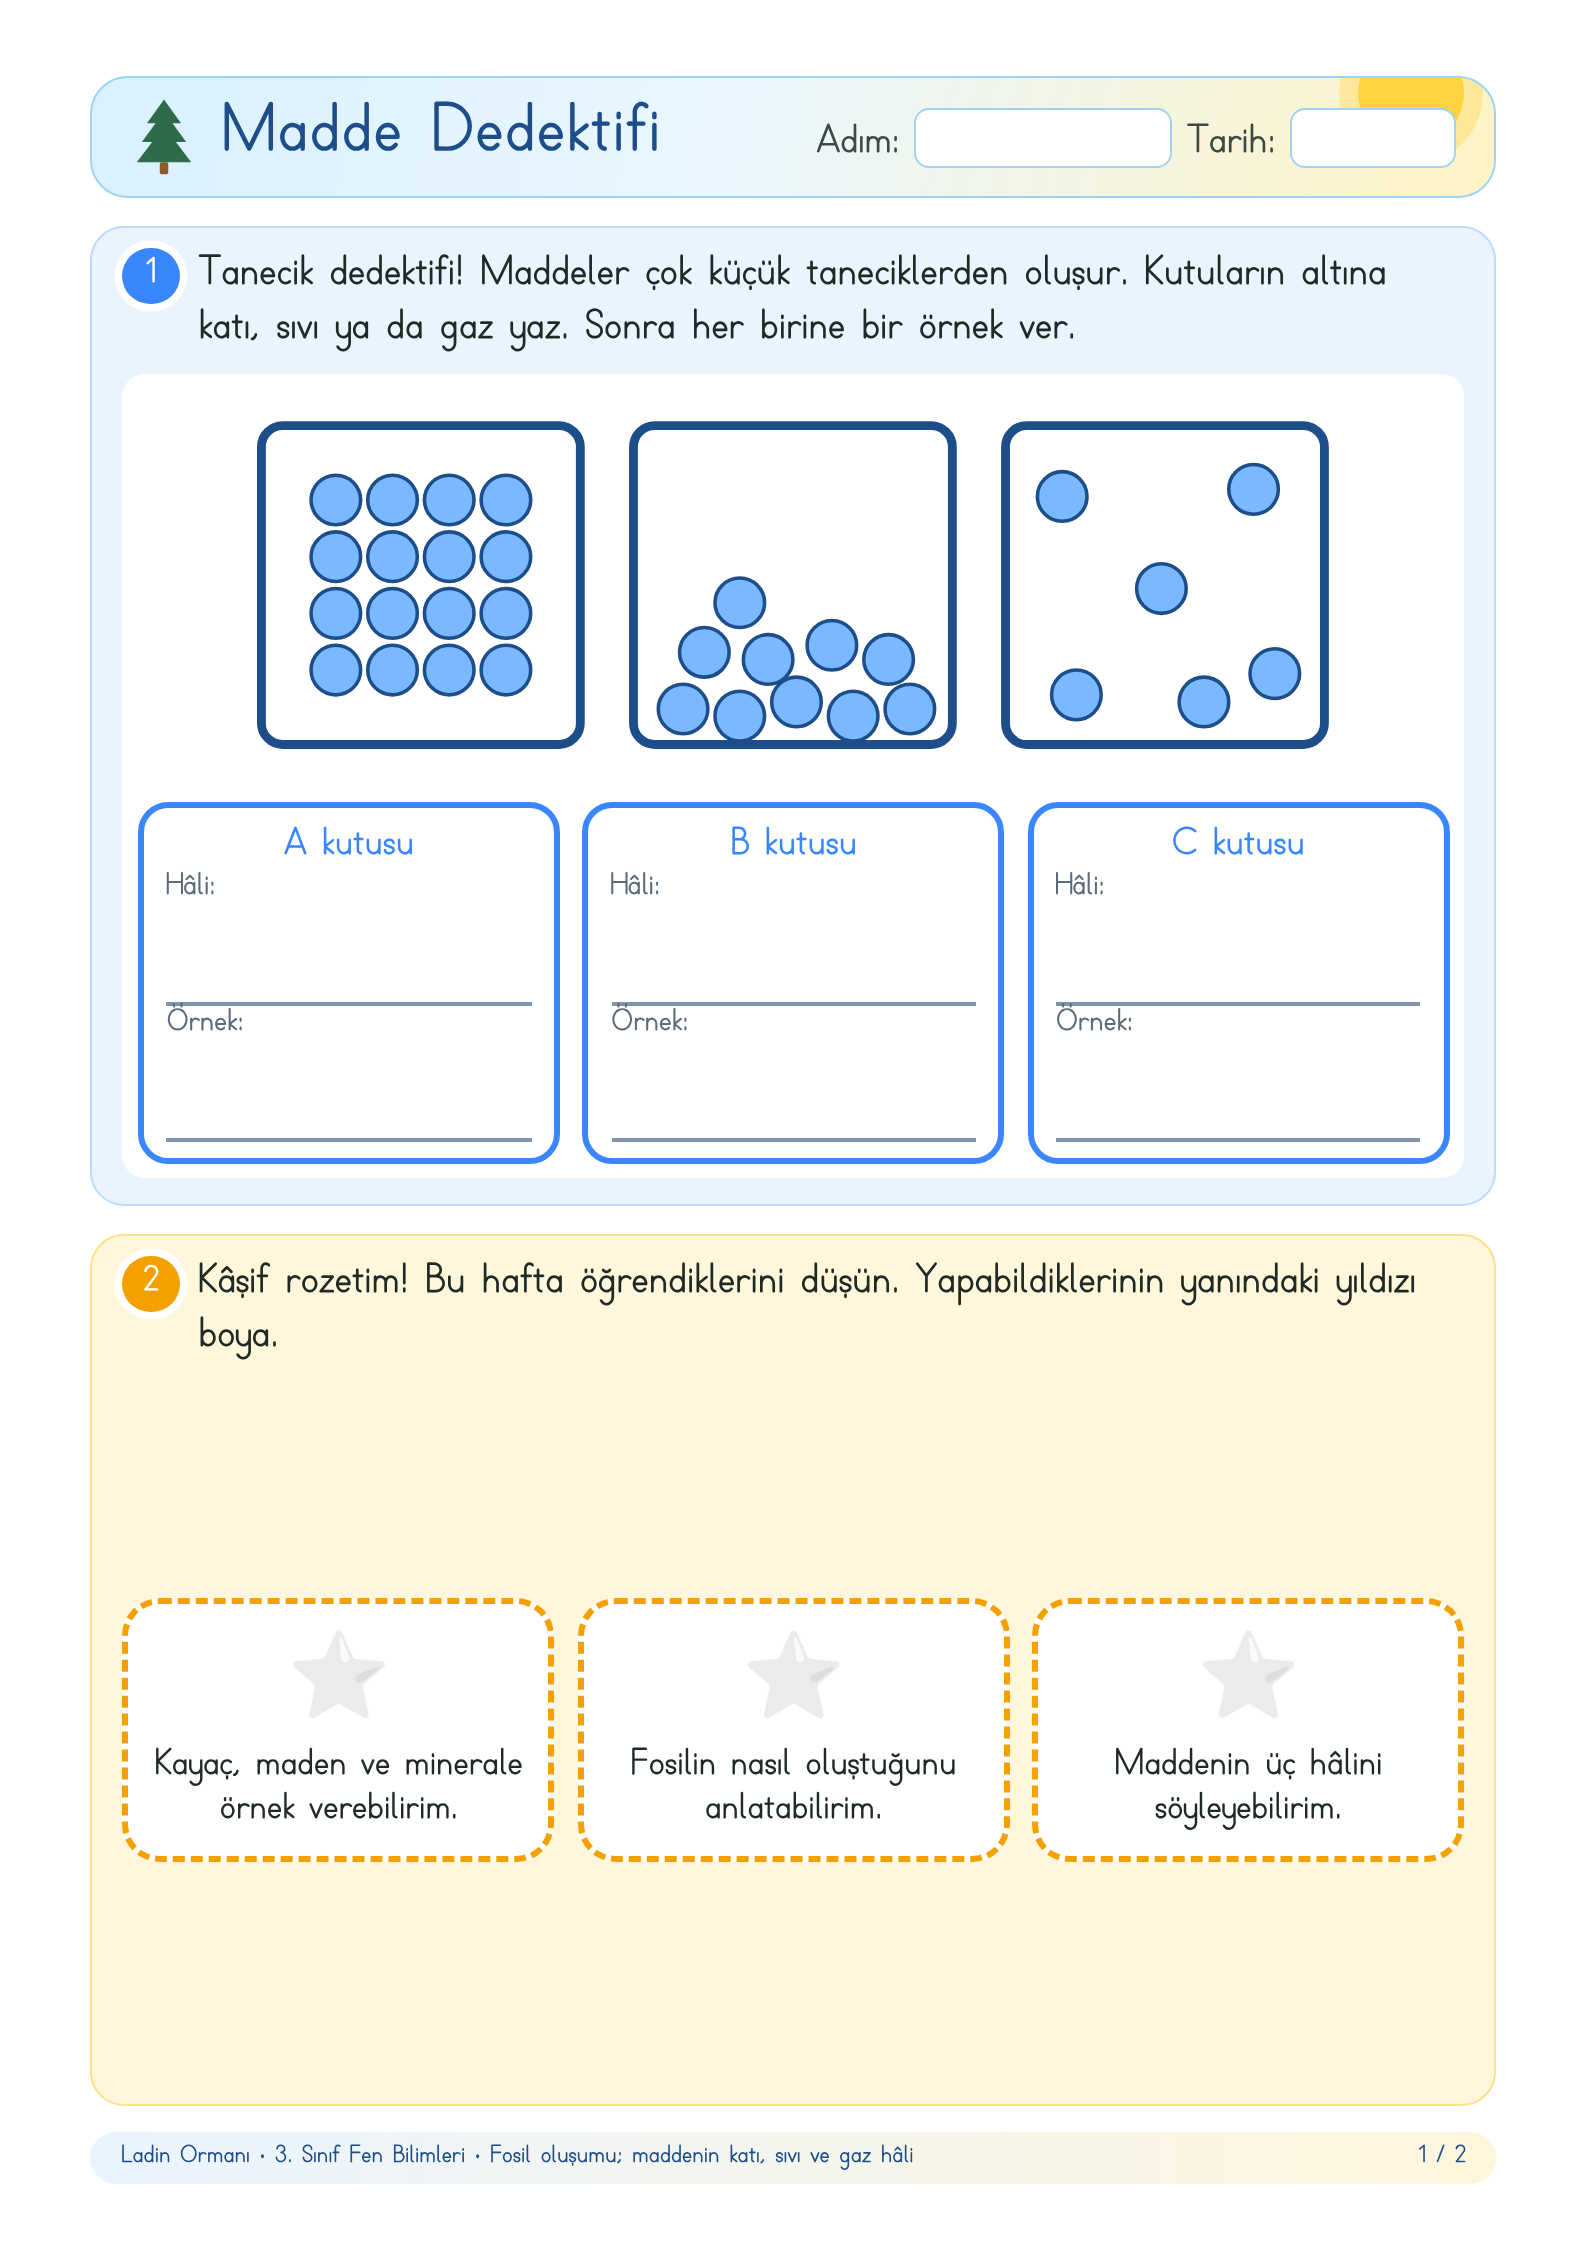 Madde Dedektifi
Adım:
Tarih:
1
Tanecik dedektifi! Maddeler çok küçük taneciklerden oluşur. Kutuların altına
katı, sıvı ya da gaz yaz. Sonra her birine bir örnek ver.
A kutusu
Hâli:
Örnek:
B kutusu
Hâli:
Örnek:
C kutusu
Hâli:
Örnek:
2
Kâşif rozetim! Bu hafta öğrendiklerini düşün. Yapabildiklerinin yanındaki yıldızı
boya.
Kayaç, maden ve minerale
örnek verebilirim.
Fosilin nasıl oluştuğunu
anlatabilirim.
Maddenin üç hâlini
söyleyebilirim.
Ladin Ormanı • 3. Sınıf Fen Bilimleri • Fosil oluşumu; maddenin katı, sıvı ve gaz hâli
1 / 2